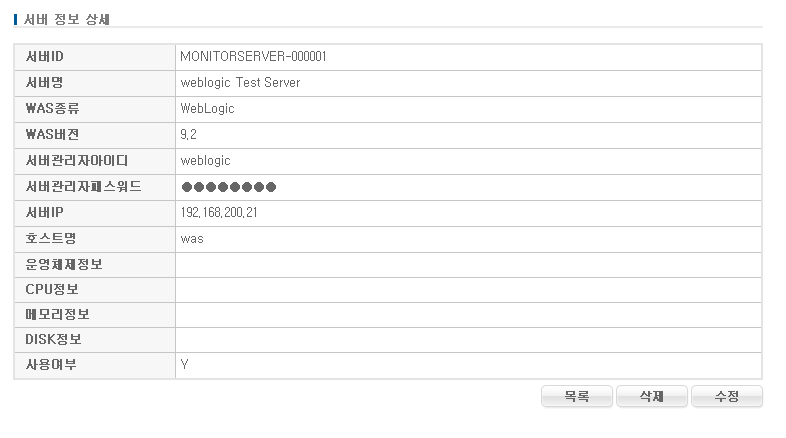 서버 정보 상세
서버ID MONITORSERVER-000001
서버명 weblogic Test Server
WAS종류 WebLogic
WAS버젼 9.2
서버관리자아이디 weblogic
서버관리자패스워드 ●●●●●●●●
서버IP 192.168.200.21
호스트명 was
운영체제정보
CPU정보
메모리정보
DISK정보
사용여부 Y
목록 삭제 수정